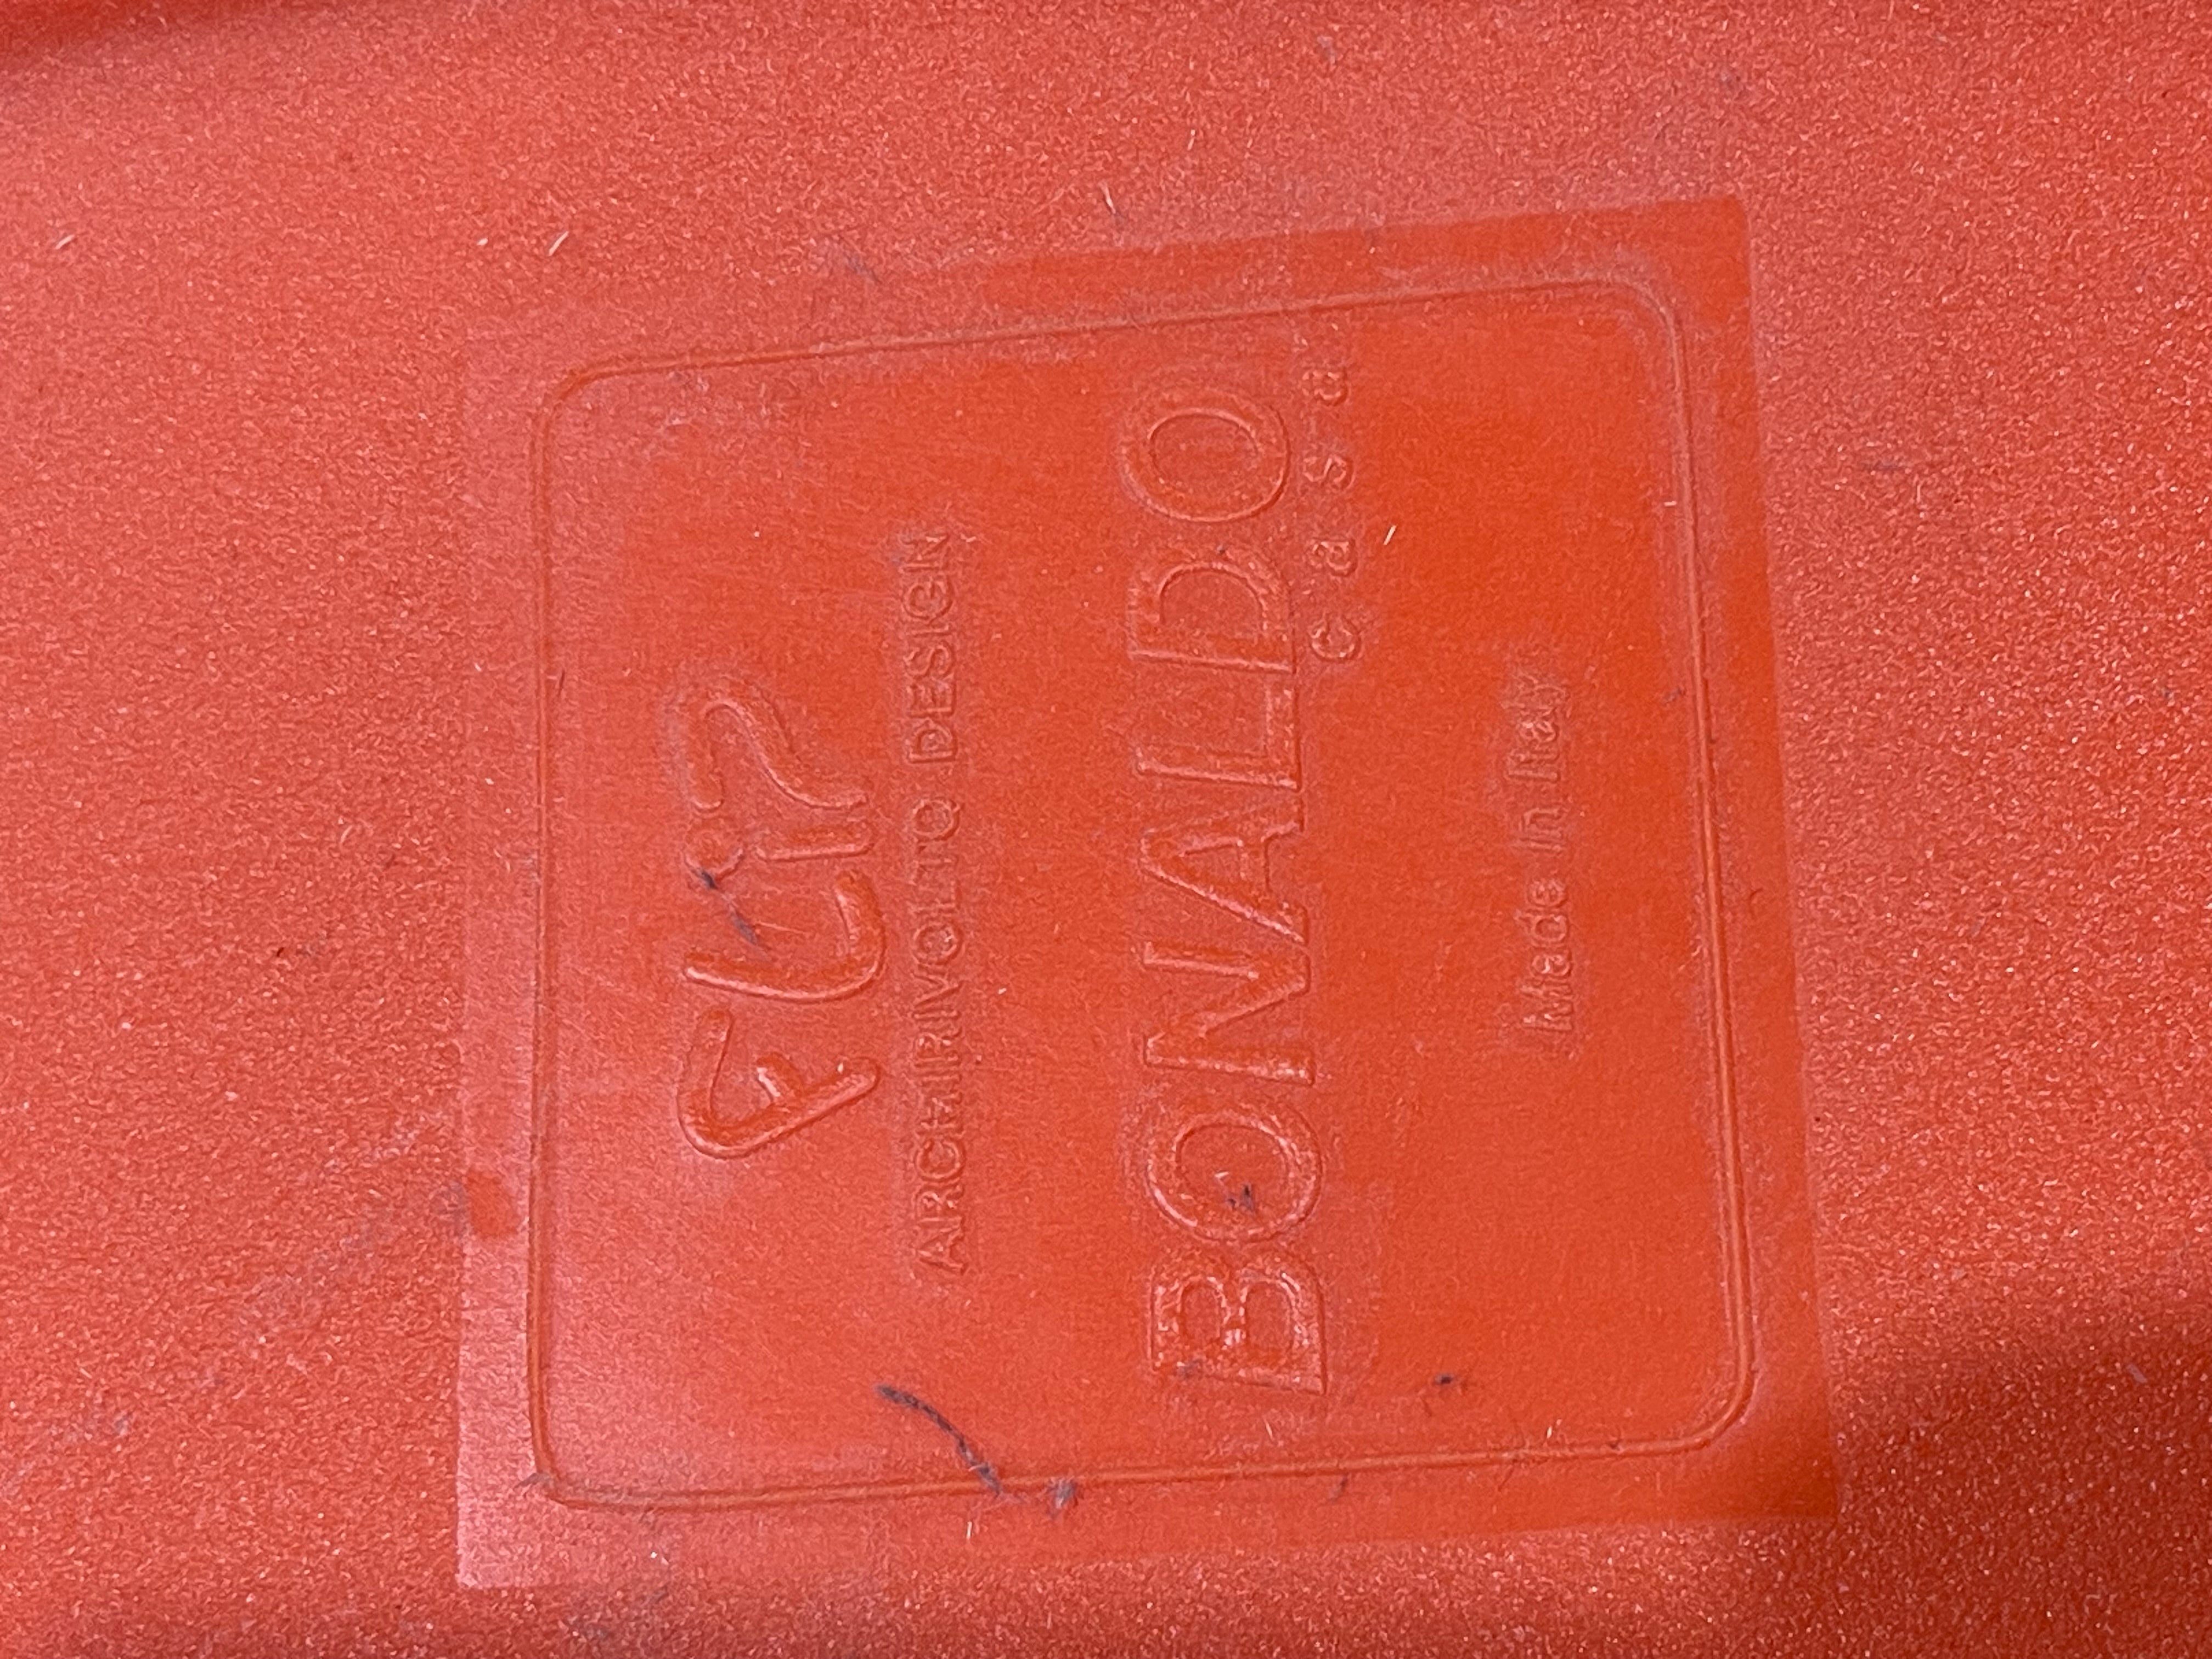 FLiP
ARCHIRIVOLTO DESIGN
BONALDO
casa
Made in Italy